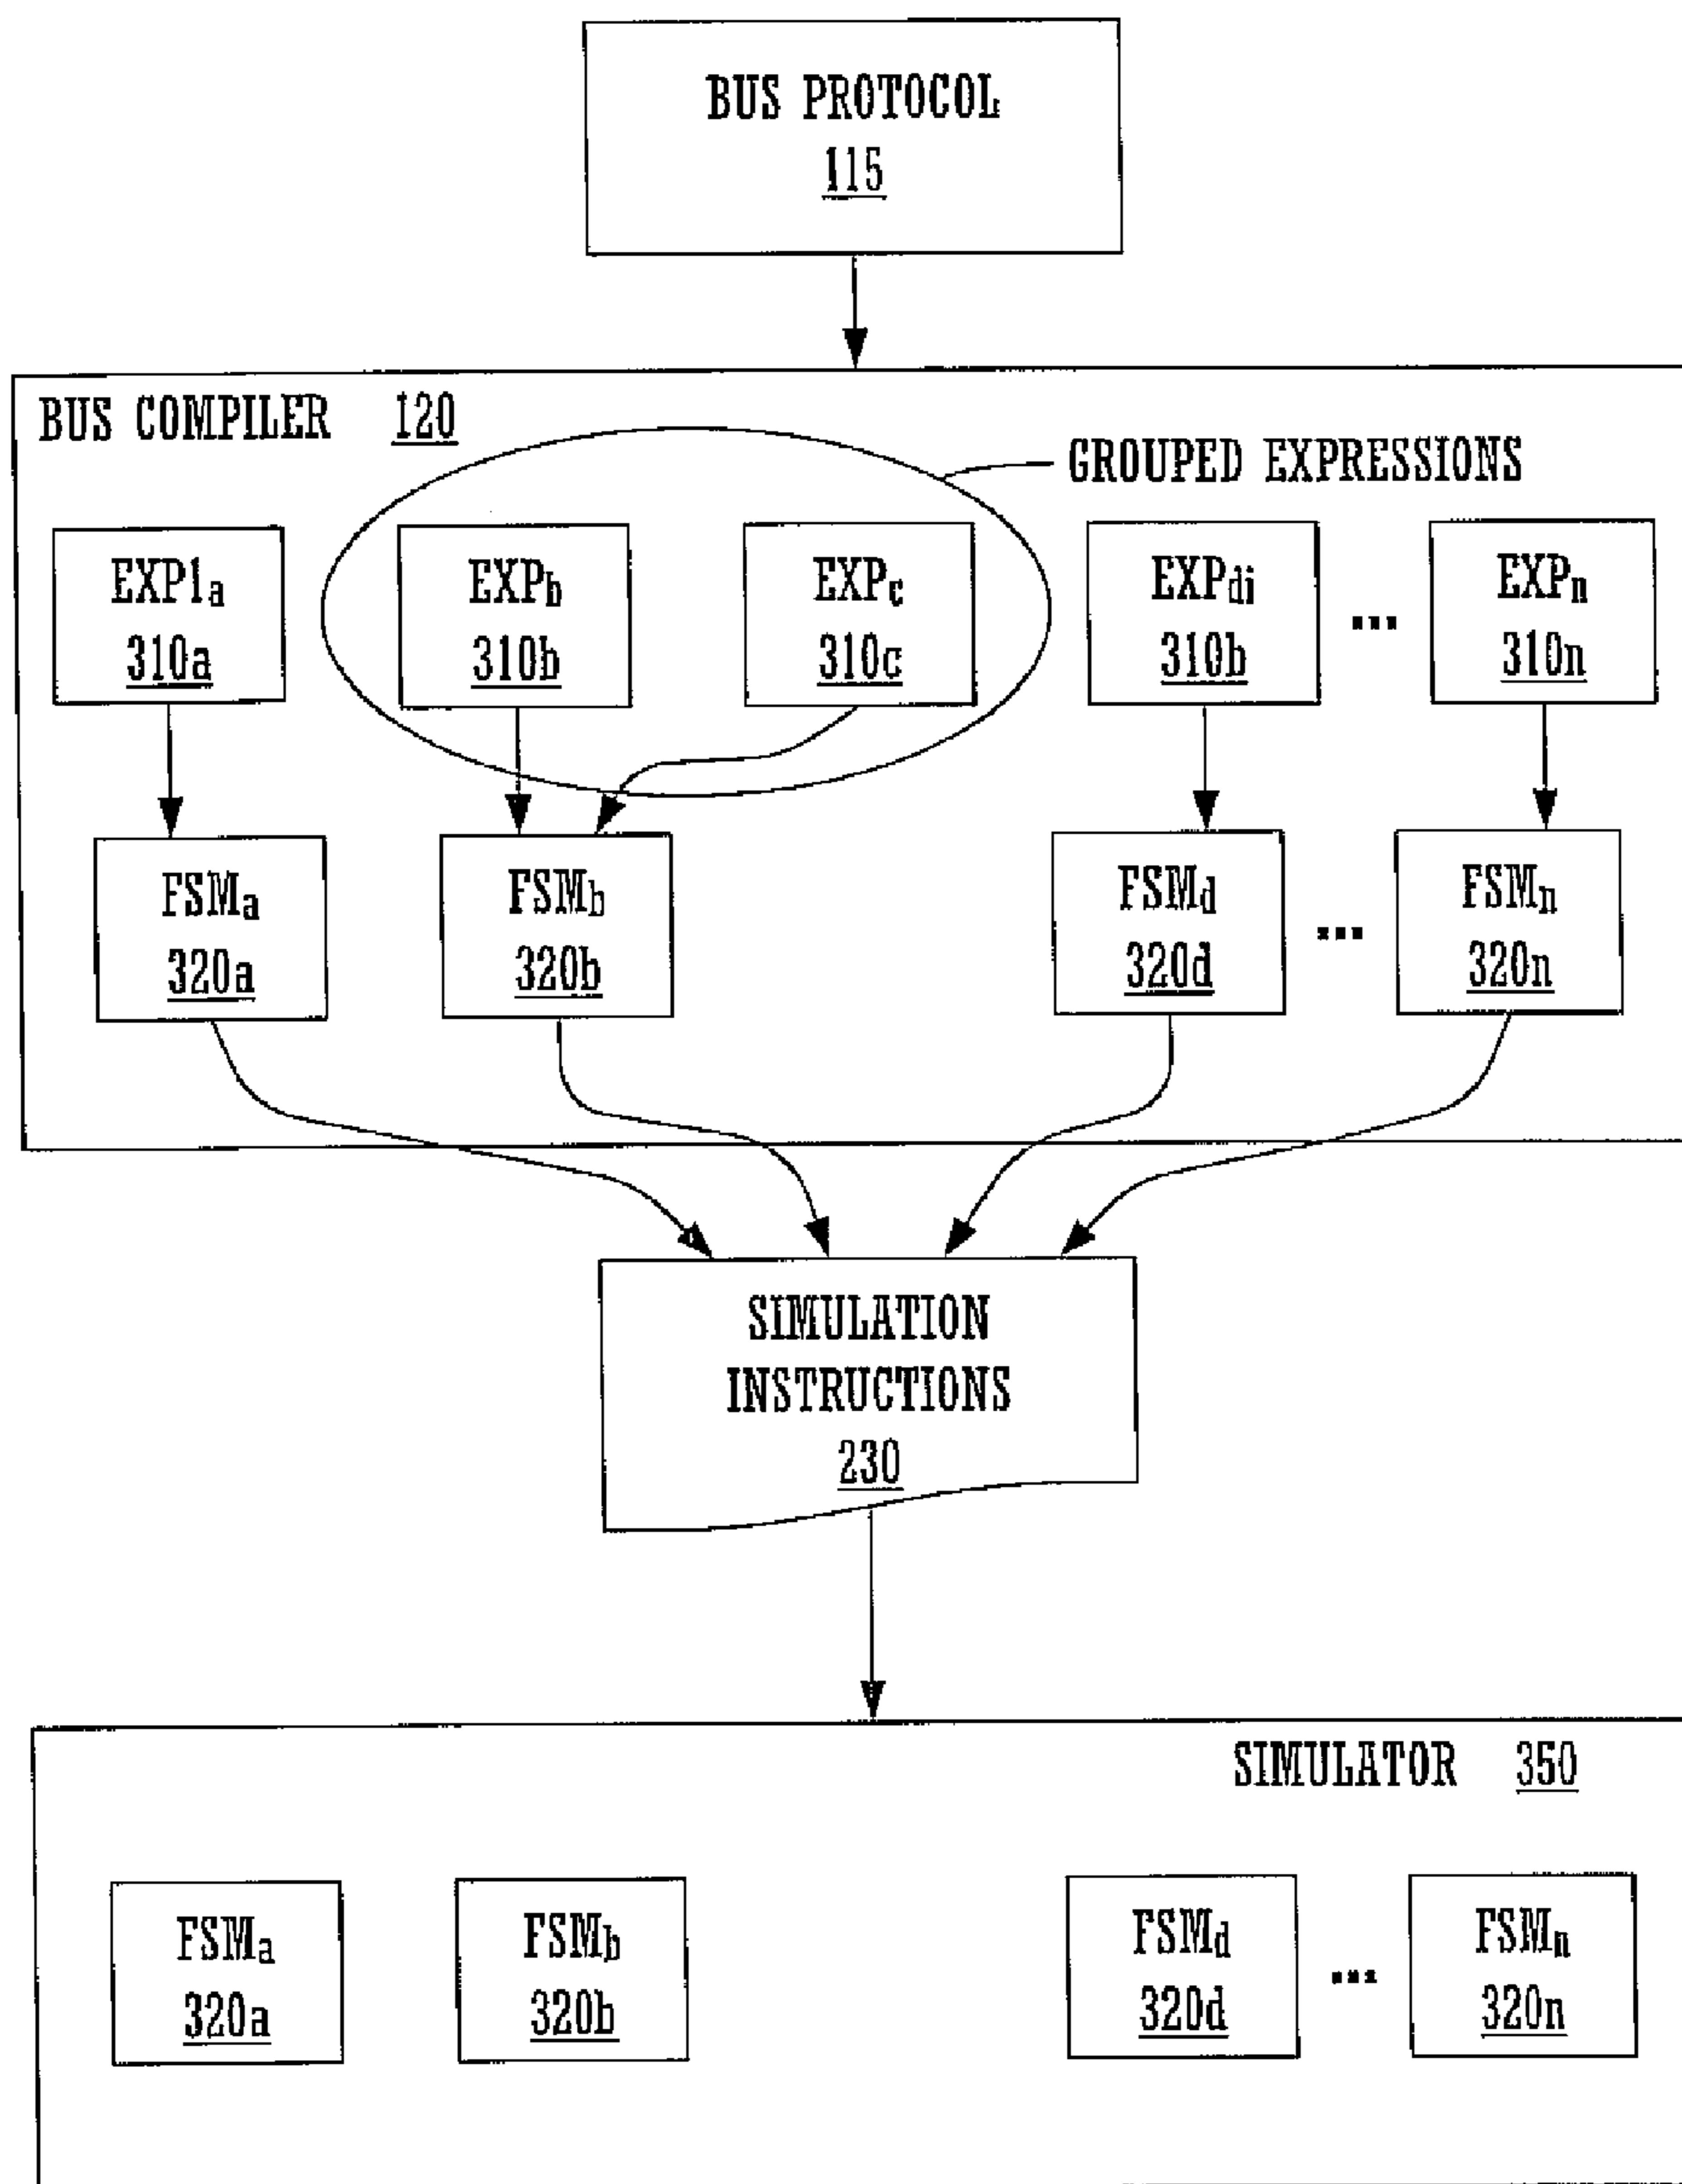 BUS PROTOCOL
115
BUS COMPILER 120
GROUPED EXPRESSIONS
EXP1a
310a
EXPb
310b
EXPc
310c
EXPdi
310b
...
EXPn
310n
FSMa
320a
FSMb
320b
FSMd
320d
...
FSMn
320n
SIMULATION
INSTRUCTIONS
230
SIMULATOR 350
FSMa
320a
FSMb
320b
FSMd
320d
...
FSMn
320n